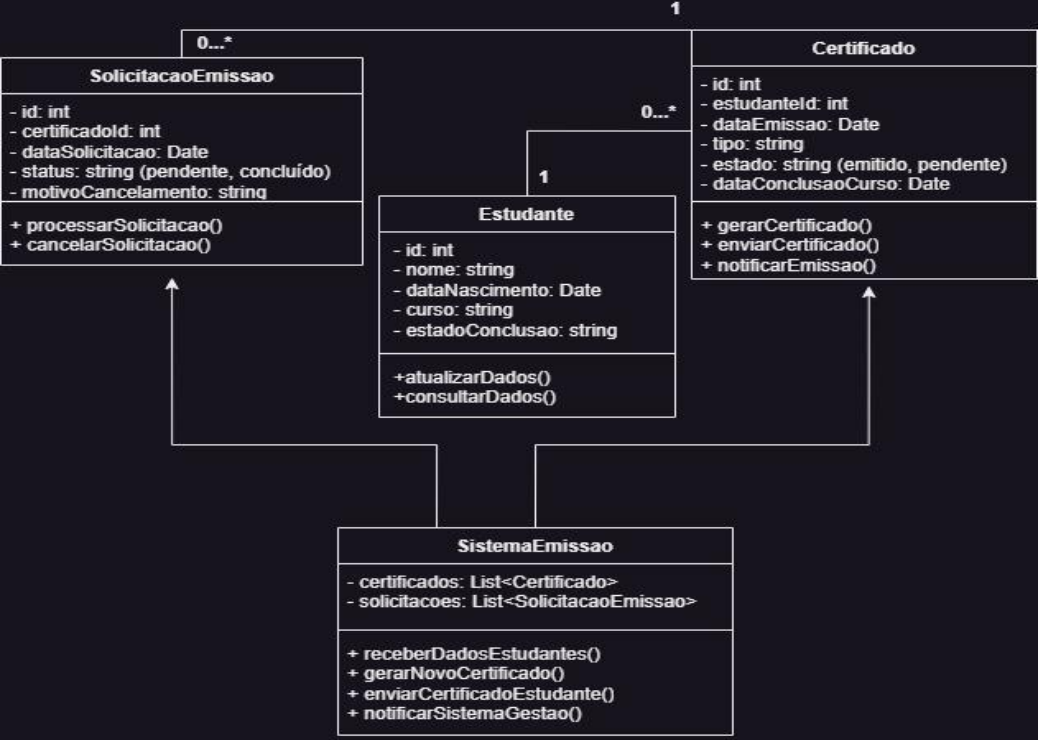 1
0...*
SolicitacaoEmissao
- id: int
- certificadoId: int
- dataSolicitacao: Date
- status: string (pendente, concluído)
- motivoCancelamento: string
+ processarSolicitacao()
+ cancelarSolicitacao()
Certificado
- id: int
- estudanteId: int
- dataEmissao: Date
- tipo: string
- estado: string (emitido, pendente)
- dataConclusaoCurso: Date
+ gerarCertificado()
+ enviarCertificado()
+ notificarEmissao()
0...*
1
Estudante
- id: int
- nome: string
- dataNascimento: Date
- curso: string
- estadoConclusao: string
+atualizarDados()
+consultarDados()
SistemaEmissao
- certificados: List<Certificado>
- solicitacoes: List<SolicitacaoEmissao>
+ receberDadosEstudantes()
+ gerarNovoCertificado()
+ enviarCertificadoEstudante()
+ notificarSistemaGestao()